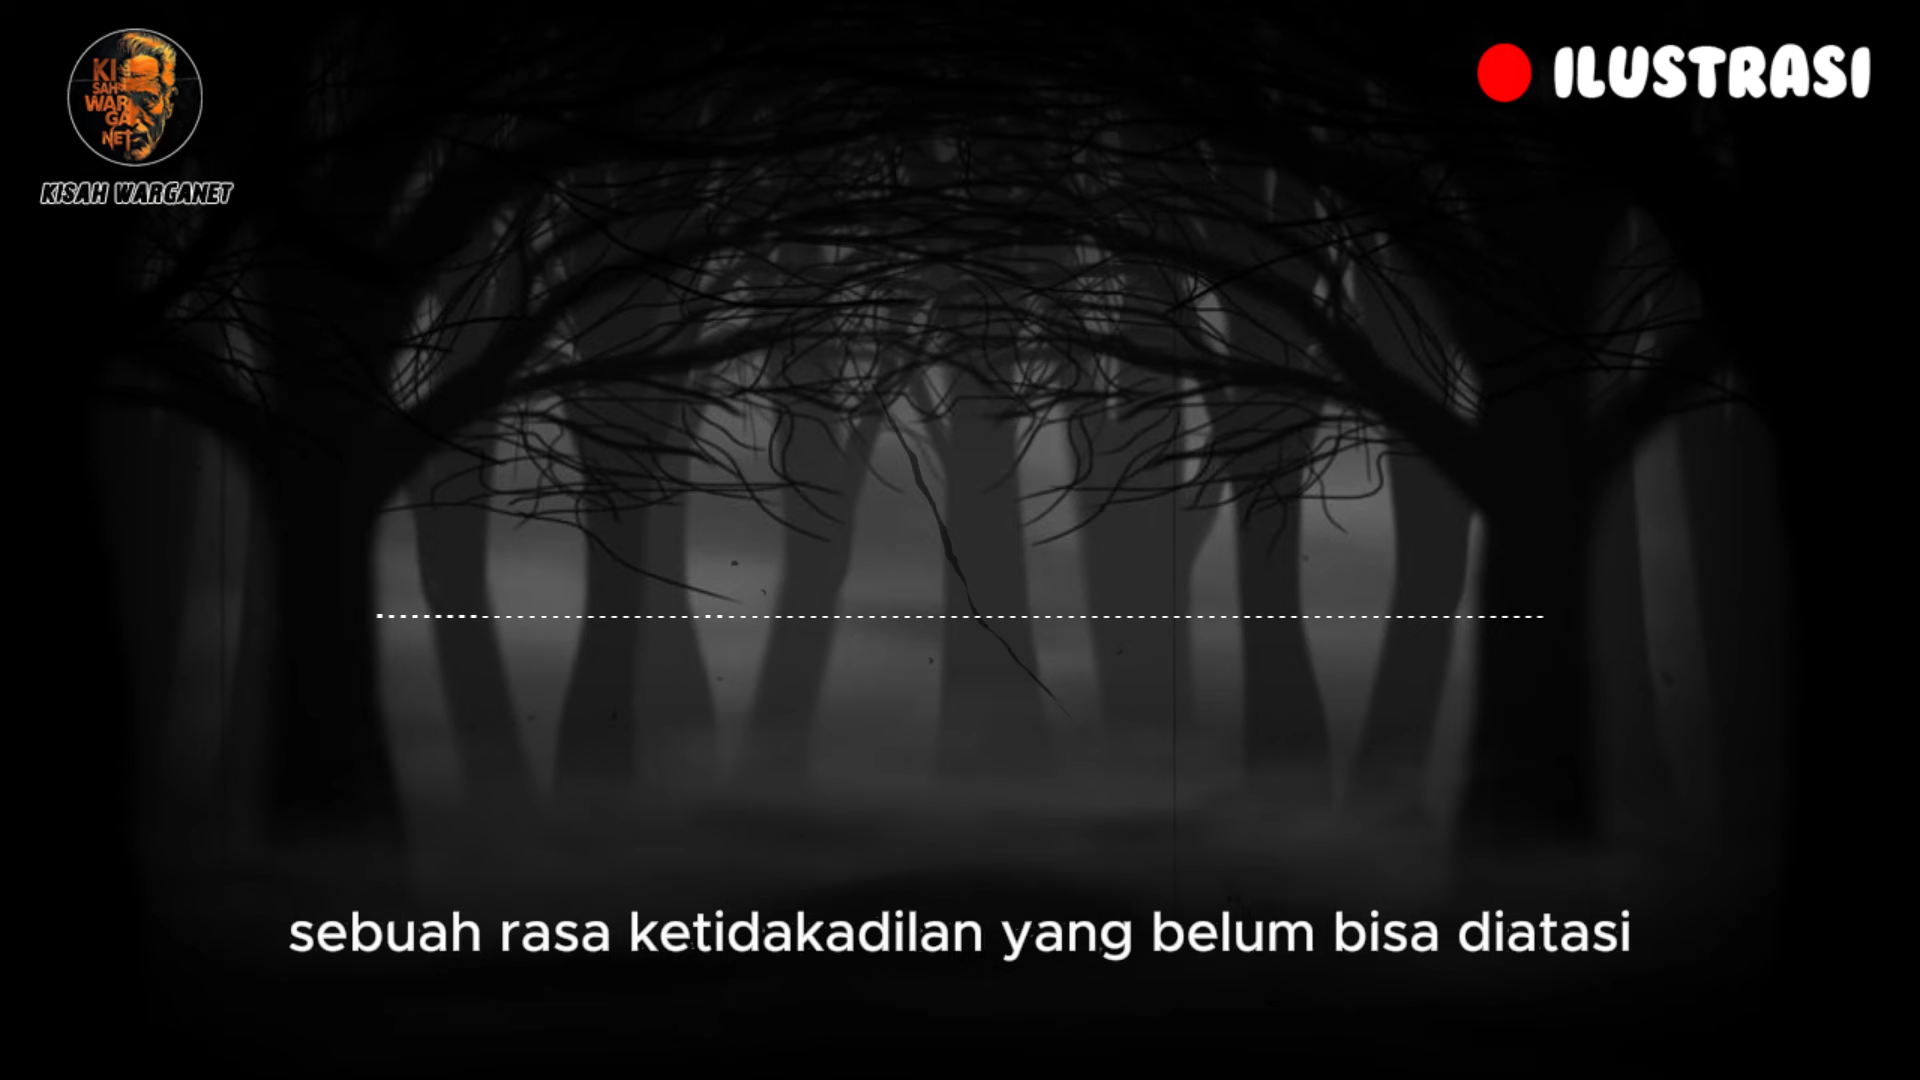 KI
SAH
WAR
GA
NET
KISAH WARGANET
ILUSTRASI
sebuah rasa ketidakadilan yang belum bisa diatasi